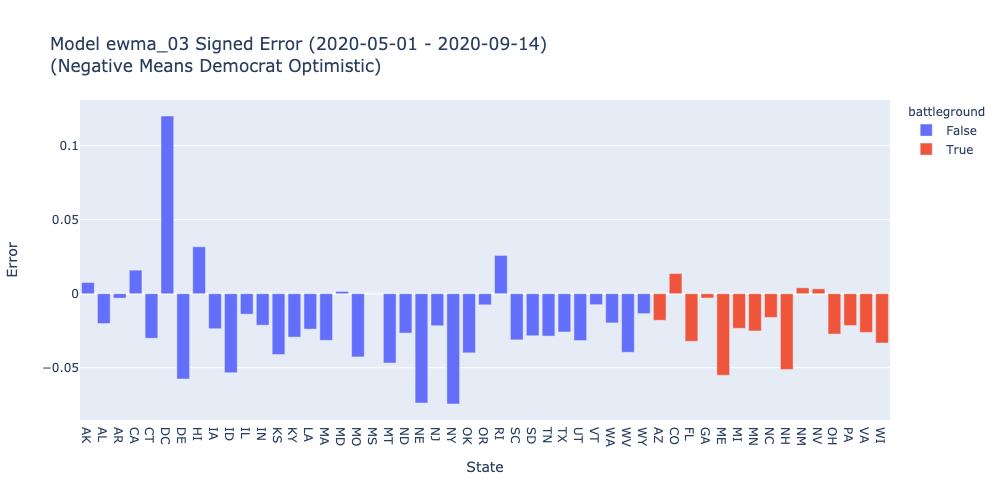 Model ewma_03 Signed Error (2020-05-01 - 2020-09-14)
(Negative Means Democrat Optimistic)
battleground
False
True
0.1
0.05
0
−0.05
Error
AK AL AR CA CT DC DE HI IA ID IL IN KS KY LA MA MD MO MS MT ND NE NJ NY OK OR RI SC SD TN TX UT VT WA WV WY AZ CO FL GA ME MI MN NC NH NM NV OH PA VA WI
State